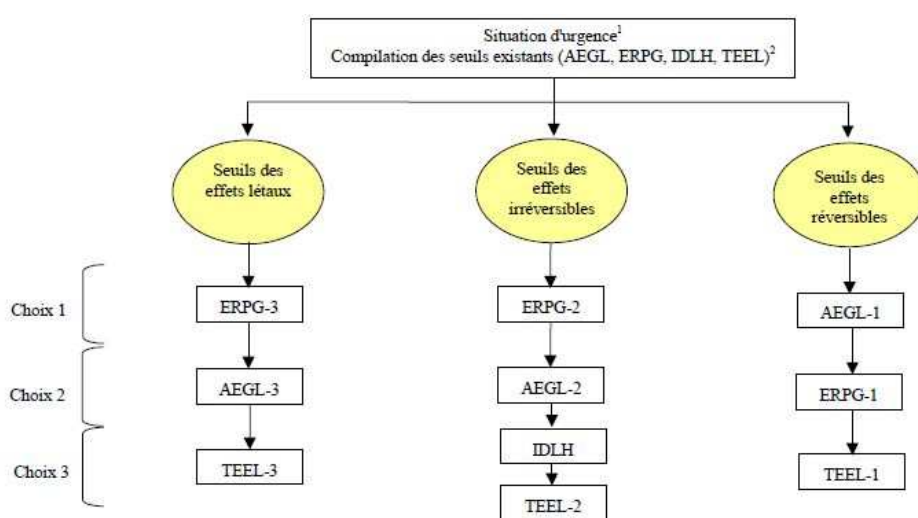 Situation d'urgence¹
Compilation des seuils existants (AEGL, ERPG, IDLH, TEEL)²
Seuils des
effets létaux
Seuils des
effets
irréversibles
Seuils des
effets
réversibles
Choix 1
ERPG-3
ERPG-2
AEGL-1
Choix 2
AEGL-3
AEGL-2
ERPG-1
Choix 3
TEEL-3
IDLH
TEEL-2
TEEL-1